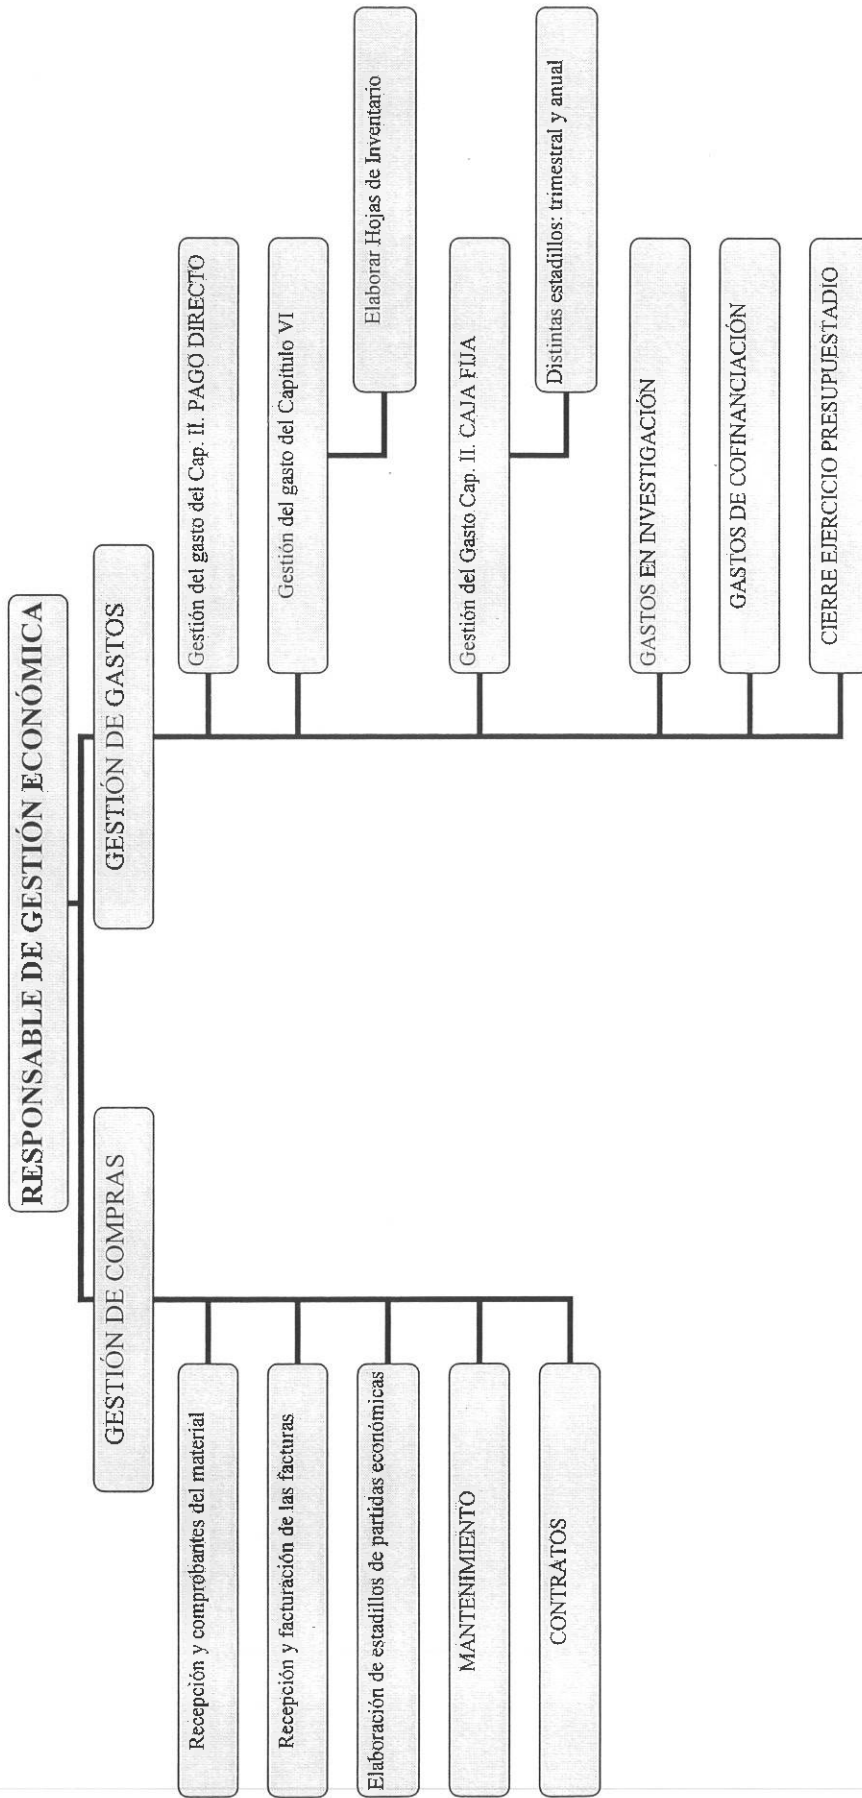 RESPONSABLE DE GESTIÓN ECONÓMICA
GESTIÓN DE COMPRAS
Recepción y comprobantes del material
Recepción y facturación de las facturas
Elaboración de estadillos de partidas económicas
MANTENIMIENTO
CONTRATOS
GESTIÓN DE GASTOS
Gestión del gasto del Cap. II. PAGO DIRECTO
Gestión del gasto del Capítulo VI
Elaborar Hojas de Inventario
Gestión del Gasto Cap. II. CAJA FIJA
Distintas estadillos: trimestral y anual
GASTOS EN INVESTIGACIÓN
GASTOS DE COFINANCIACIÓN
CIERRE EJERCICIO PRESUPUESTADIO